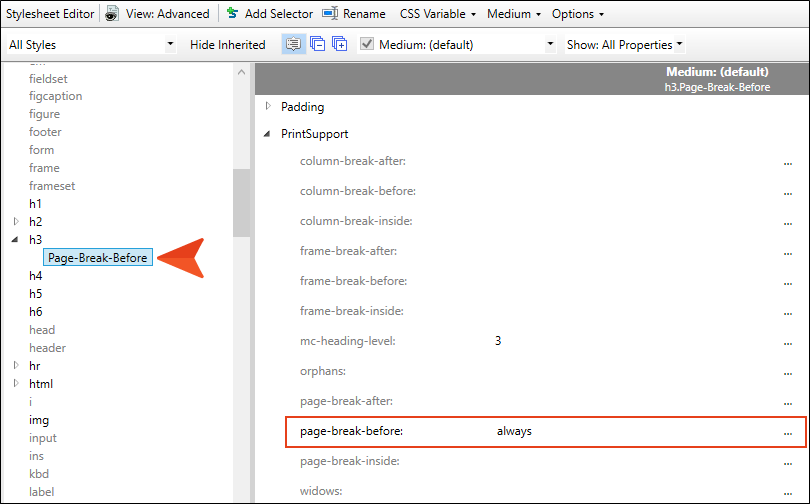 Stylesheet Editor View: Advanced Add Selector Rename CSS Variable Medium Options
All Styles Hide Inherited Medium: (default) Show: All Properties
fieldset
figcaption
figure
footer
form
frame
frameset
h1
h2
h3
Page-Break-Before
h4
h5
h6
head
header
hr
html
i
img
input
ins
kbd
label
Medium: (default)
h3.Page-Break-Before
Padding
PrintSupport
column-break-after: ...
column-break-before: ...
column-break-inside: ...
frame-break-after: ...
frame-break-before: ...
frame-break-inside: ...
mc-heading-level: 3 ...
orphans: ...
page-break-after: ...
page-break-before: always ...
page-break-inside: ...
widows: ...